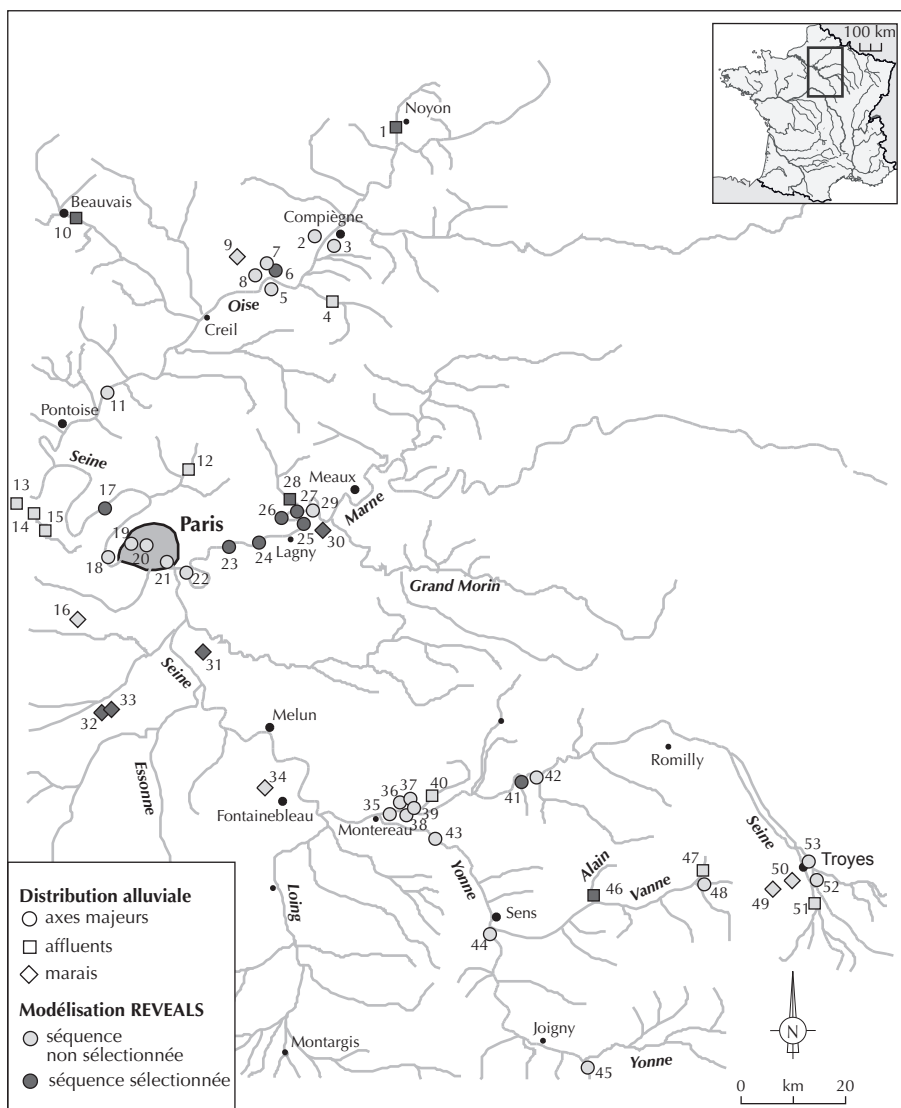 100 km
Noyon
1
Beauvais
10
Compiègne
2
3
9
7
8
6
5
4
Oise
Creil
11
Pontoise
Seine
12
13
14
15
17
Meaux
28
27
29
26
25
30
Marne
Paris
19
20
18
21
22
23
24
Lagny
Grand Morin
16
31
Seine
33
32
Melun
Essonne
34
Fontainebleau
36
37
40
35
39
38
Montereau
43
41
42
Romilly
Seine
53
Troyes
50
52
49
51
Yonne
Alain
47
46
Vanne
48
Sens
44
Loing
Montargis
Joigny
Yonne
45
Distribution alluviale
axes majeurs
affluents
marais
Modélisation REVEALS
séquence
non sélectionnée
séquence sélectionnée
N
0 km 20